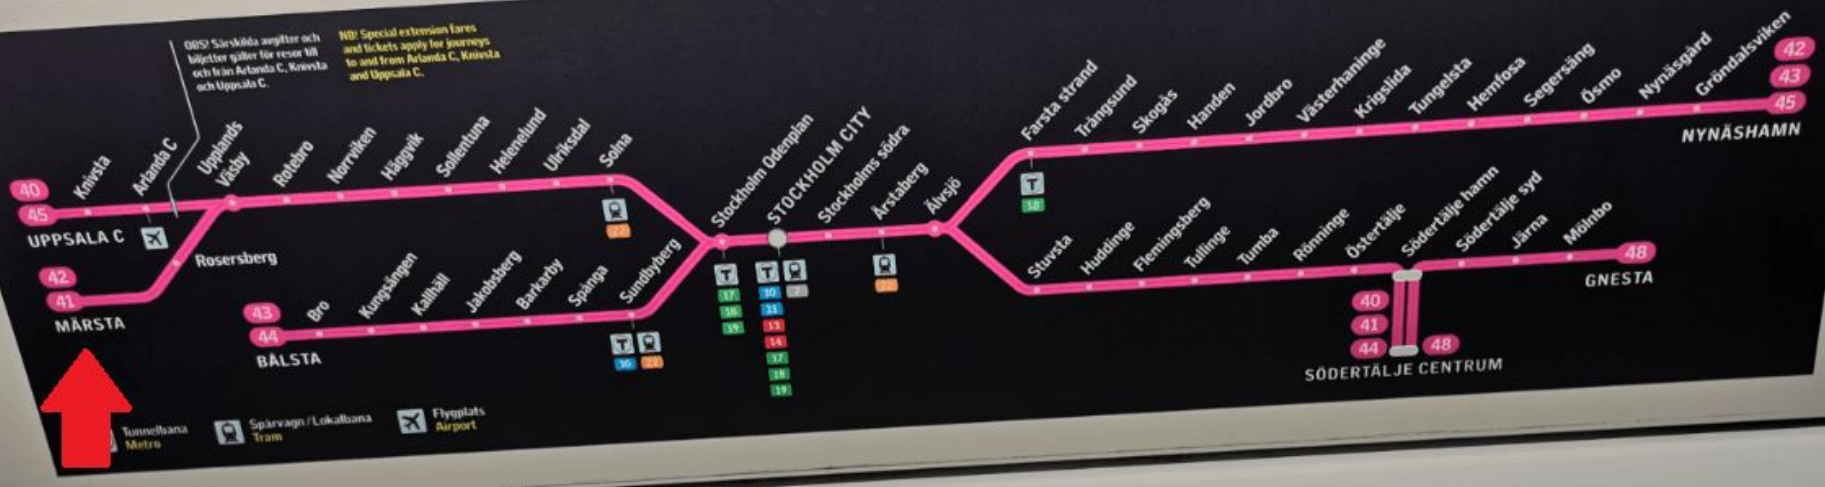 OBS! Särskilda avgifter och
biljetter gäller för resor till
och från Arlanda C, Knivsta
och Uppsala C.
NB! Special extension fares
and tickets apply for journeys
to and from Arlanda C, Knivsta
and Uppsala C.
40
45
UPPSALA C
Knivsta
Arlanda C
Upplands
Väsby
Rotebro
Norrviken
Häggvik
Sollentuna
Helenelund
Ulriksdal
Solna
22
42
41
MÄRSTA
Rosersberg
43
44
BÅLSTA
Bro
Kungsängen
Kallhäll
Jakobsberg
Barkarby
Spånga
Sundbyberg
T
10 22
Stockholm Odenplan
T
17
18
19
STOCKHOLM CITY
T
10 7
11
13
14
17
18
19
Stockholms södra
Årstaberg
22
Älvsjö
Farsta strand
T
18
Trångsund
Skogås
Handen
Jordbro
Västerhaninge
Krigslida
Tungelsta
Hemfosa
Segersäng
Ösmo
Nynäsgård
Gröndalsviken
42
43
45
NYNÄSHAMN
Stuvsta
Huddinge
Flemingsberg
Tullinge
Tumba
Rönninge
Östertälje
Södertälje hamn
Södertälje syd
Järna
Mölnbo
48
GNESTA
40
41
44
48
SÖDERTÄLJE CENTRUM
Tunnelbana
Metro
Spårvagn/Lokalbana
Tram
Flygplats
Airport